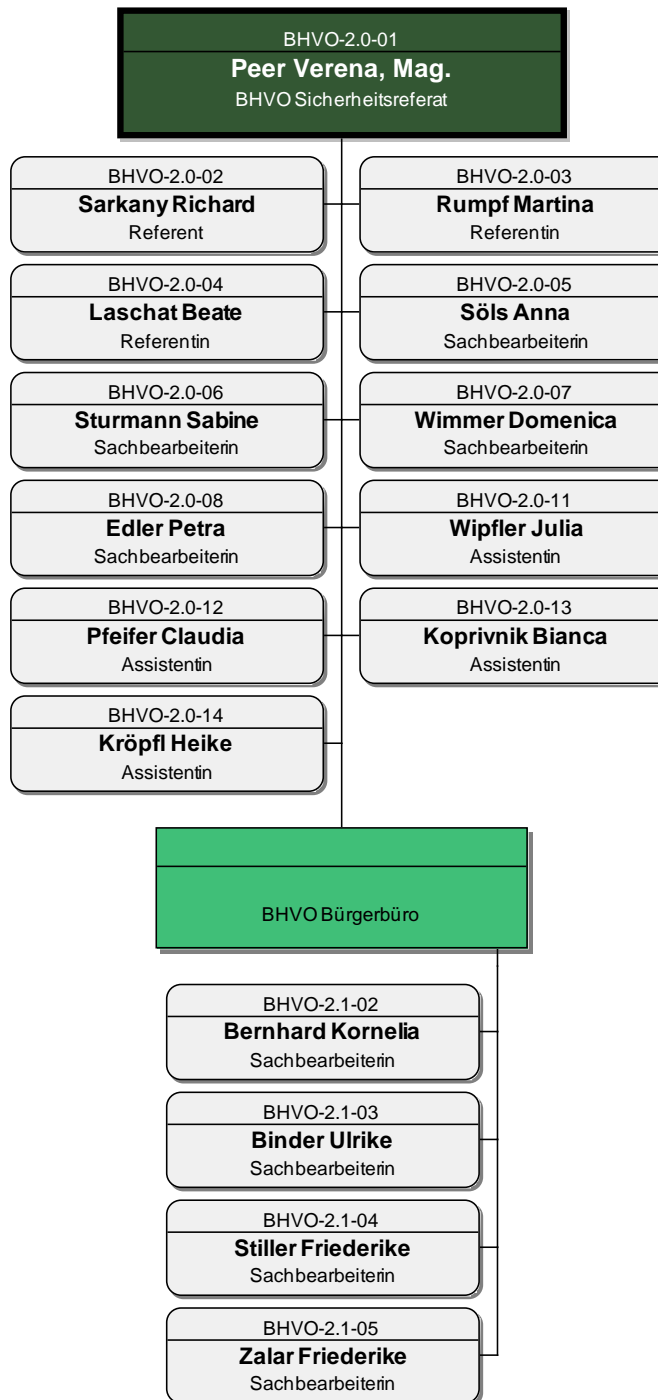 BHVO-2.0-01
Peer Verena, Mag.
BHVO Sicherheitsreferat
BHVO-2.0-02
Sarkany Richard
Referent
BHVO-2.0-03
Rumpf Martina
Referentin
BHVO-2.0-04
Laschat Beate
Referentin
BHVO-2.0-05
Söls Anna
Sachbearbeiterin
BHVO-2.0-06
Sturmann Sabine
Sachbearbeiterin
BHVO-2.0-07
Wimmer Domenica
Sachbearbeiterin
BHVO-2.0-08
Edler Petra
Sachbearbeiterin
BHVO-2.0-11
Wipfler Julia
Assistentin
BHVO-2.0-12
Pfeifer Claudia
Assistentin
BHVO-2.0-13
Koprivnik Bianca
Assistentin
BHVO-2.0-14
Kröpfl Heike
Assistentin
BHVO Bürgerbüro
BHVO-2.1-02
Bernhard Kornelia
Sachbearbeiterin
BHVO-2.1-03
Binder Ulrike
Sachbearbeiterin
BHVO-2.1-04
Stiller Friederike
Sachbearbeiterin
BHVO-2.1-05
Zalar Friederike
Sachbearbeiterin